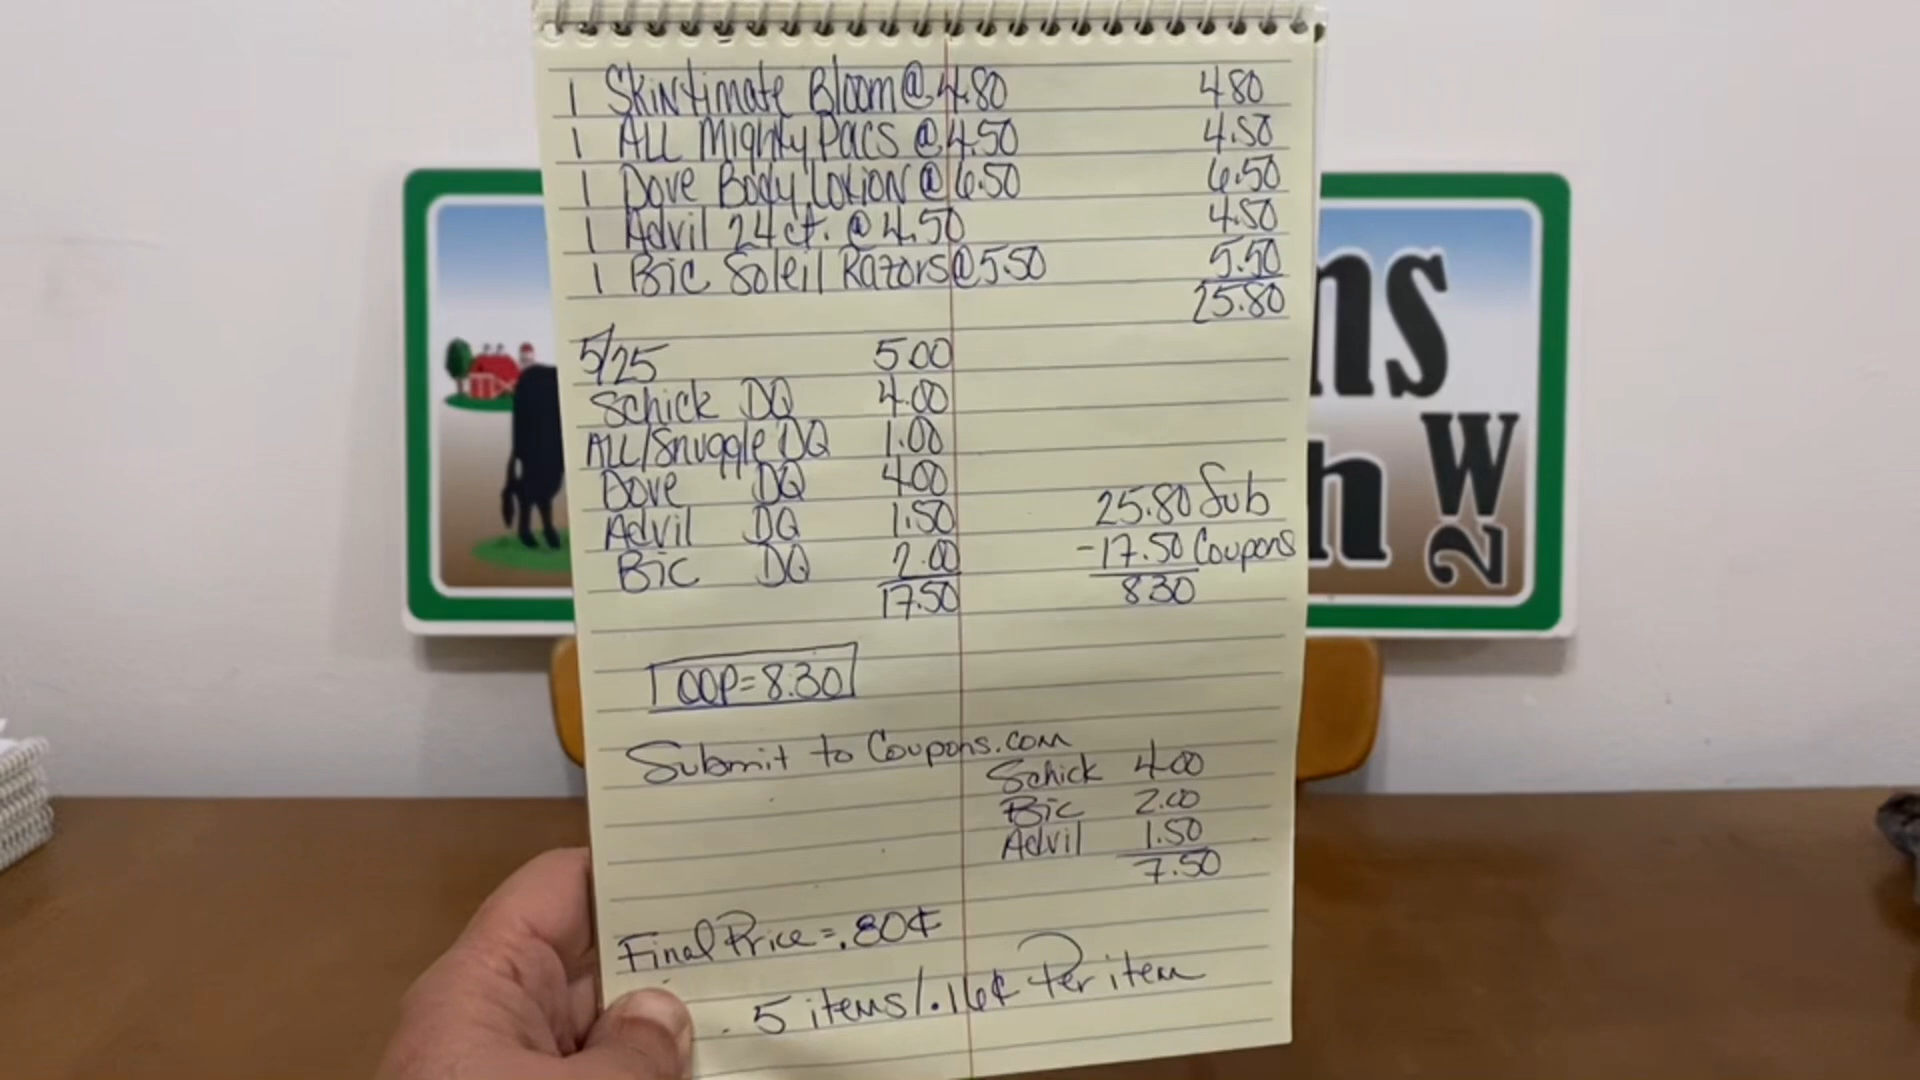 1 Skintimate Bloom @ 4.80 480
1 ALL Mighty Pacs @ 4.50 4.50
1 Dove Body Lotion @ 6.50 6.50
1 Advil 24 ct. @ 4.50 4.50
1 Bic Soleil Razors @ 5.50 5.50
25.80
5/25 5.00
Schick DQ 4.00
ALL/Snuggle DQ 1.00
Dove DQ 4.00
Advil DQ 1.50
Bic DQ 2.00
17.50
25.80 Sub
-17.50 Coupons
8.30
OOP = 8.30
Submit to Coupons.com
Schick 4.00
Bic 2.00
Advil 1.50
7.50
Final Price = .80¢
5 items/.16¢ Per item
ns
h
2W